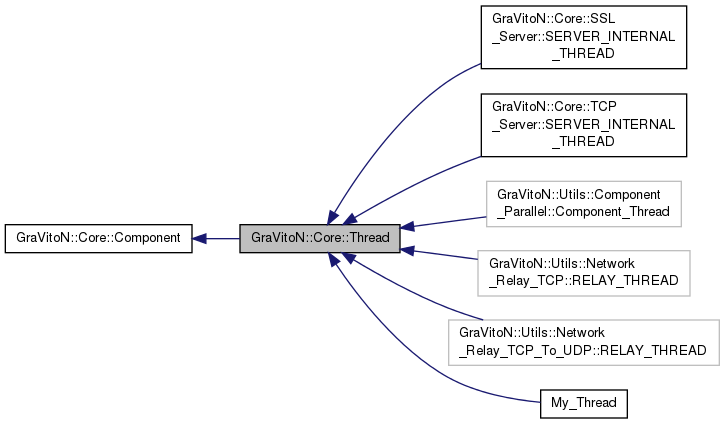 GraVitoN::Core::SSL
_Server::SERVER_INTERNAL
_THREAD
GraVitoN::Core::TCP
_Server::SERVER_INTERNAL
_THREAD
GraVitoN::Utils::Component
_Parallel::Component_Thread
GraVitoN::Core::Component
GraVitoN::Core::Thread
GraVitoN::Utils::Network
_Relay_TCP::RELAY_THREAD
GraVitoN::Utils::Network
_Relay_TCP_To_UDP::RELAY_THREAD
My_Thread